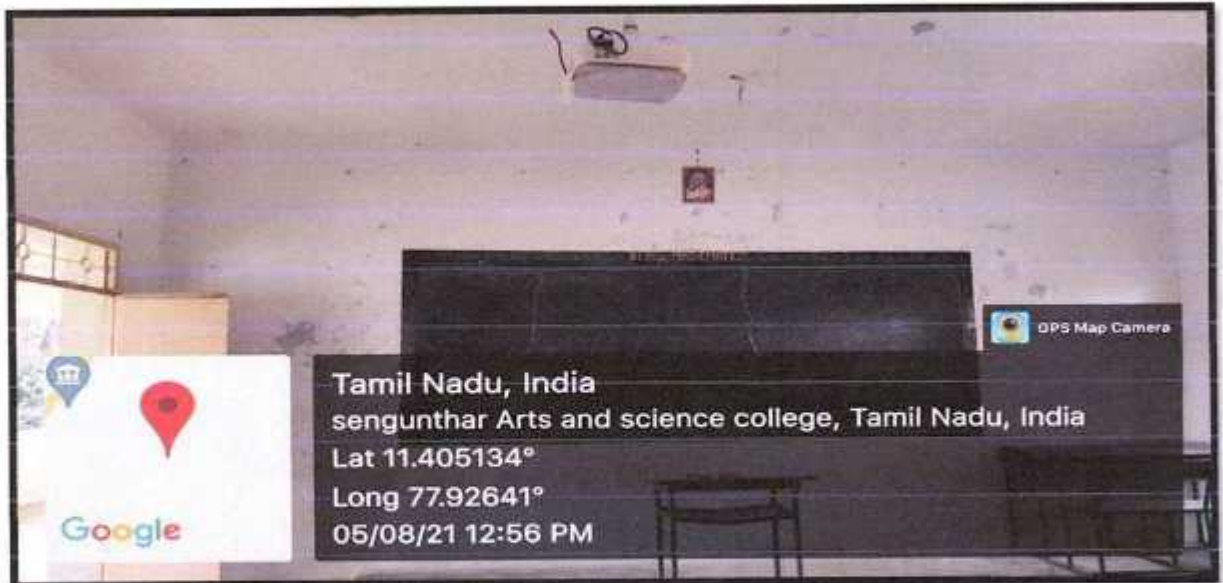 GPS Map Camera
Tamil Nadu, India
sengunthar Arts and science college, Tamil Nadu, India
Lat 11.405134°
Long 77.92641°
05/08/21 12:56 PM
Google